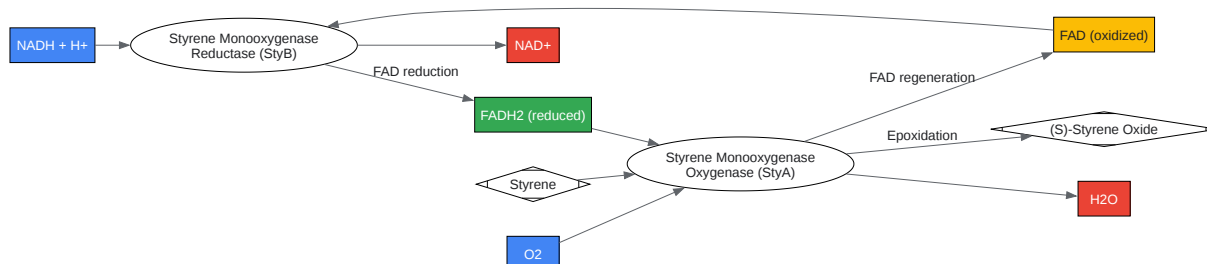 NADH + H+
Styrene Monooxygenase
Reductase (StyB)
NAD+
FAD (oxidized)
FAD reduction
FAD regeneration
FADH2 (reduced)
Styrene Monooxygenase
Oxygenase (StyA)
Epoxidation
(S)-Styrene Oxide
Styrene
H2O
O2